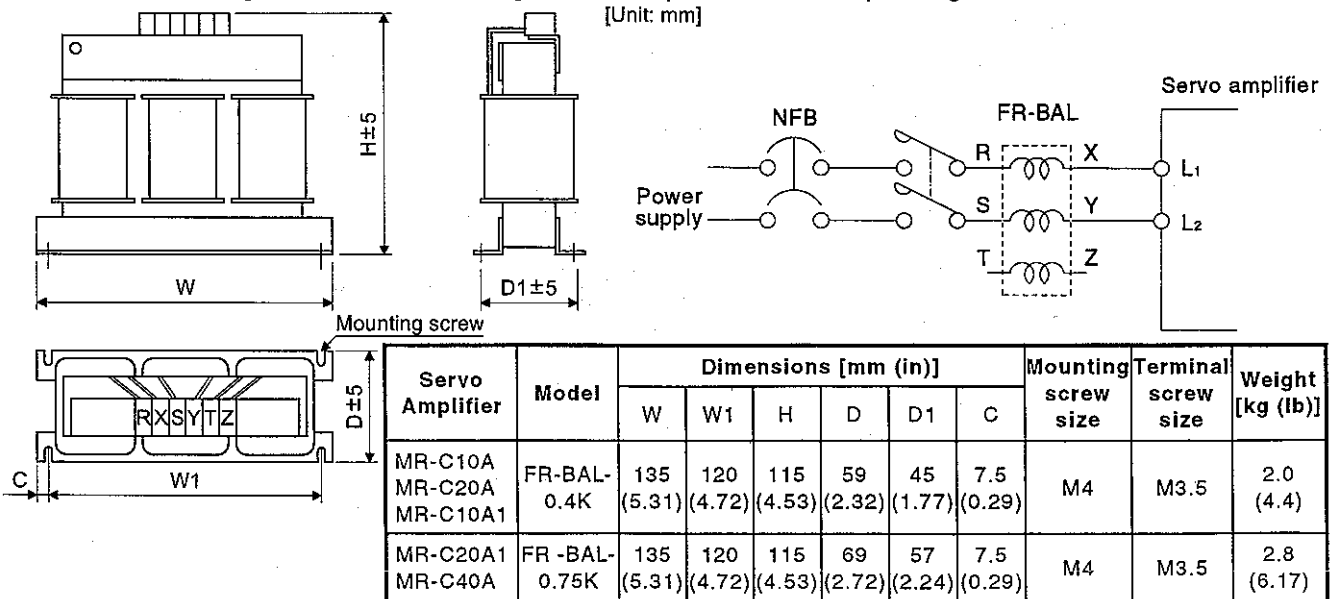 [Unit: mm]
H±5
W
D1±5
Servo amplifier
NFB
FR-BAL
R X L1
Power supply
S Y L2
T Z
Mounting screw
R X S Y T Z
D±5
C W1
Servo Amplifier Model Dimensions [mm (in)] Mounting screw size Terminal screw size Weight [kg (lb)]
W W1 H D D1 C
MR-C10A
MR-C20A
MR-C10A1
FR-BAL-0.4K
135 (5.31) 120 (4.72) 115 (4.53) 59 (2.32) 45 (1.77) 7.5 (0.29) M4 M3.5 2.0 (4.4)
MR-C20A1
MR-C40A
FR -BAL-0.75K
135 (5.31) 120 (4.72) 115 (4.53) 69 (2.72) 57 (2.24) 7.5 (0.29) M4 M3.5 2.8 (6.17)